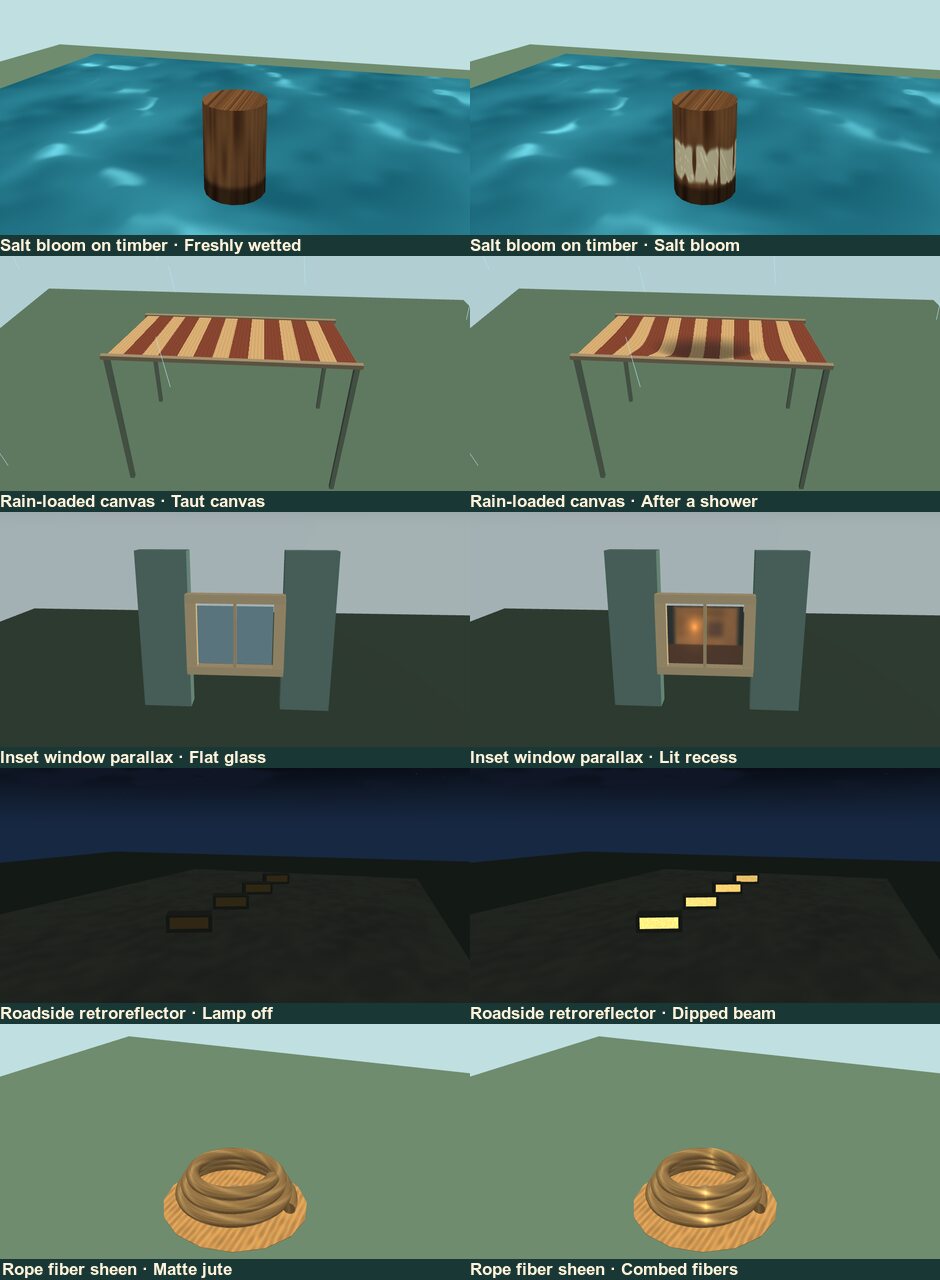 Salt bloom on timber · Freshly wetted
Salt bloom on timber · Salt bloom
Rain-loaded canvas · Taut canvas
Rain-loaded canvas · After a shower
Inset window parallax · Flat glass
Inset window parallax · Lit recess
Roadside retroreflector · Lamp off
Roadside retroreflector · Dipped beam
Rope fiber sheen · Matte jute
Rope fiber sheen · Combed fibers